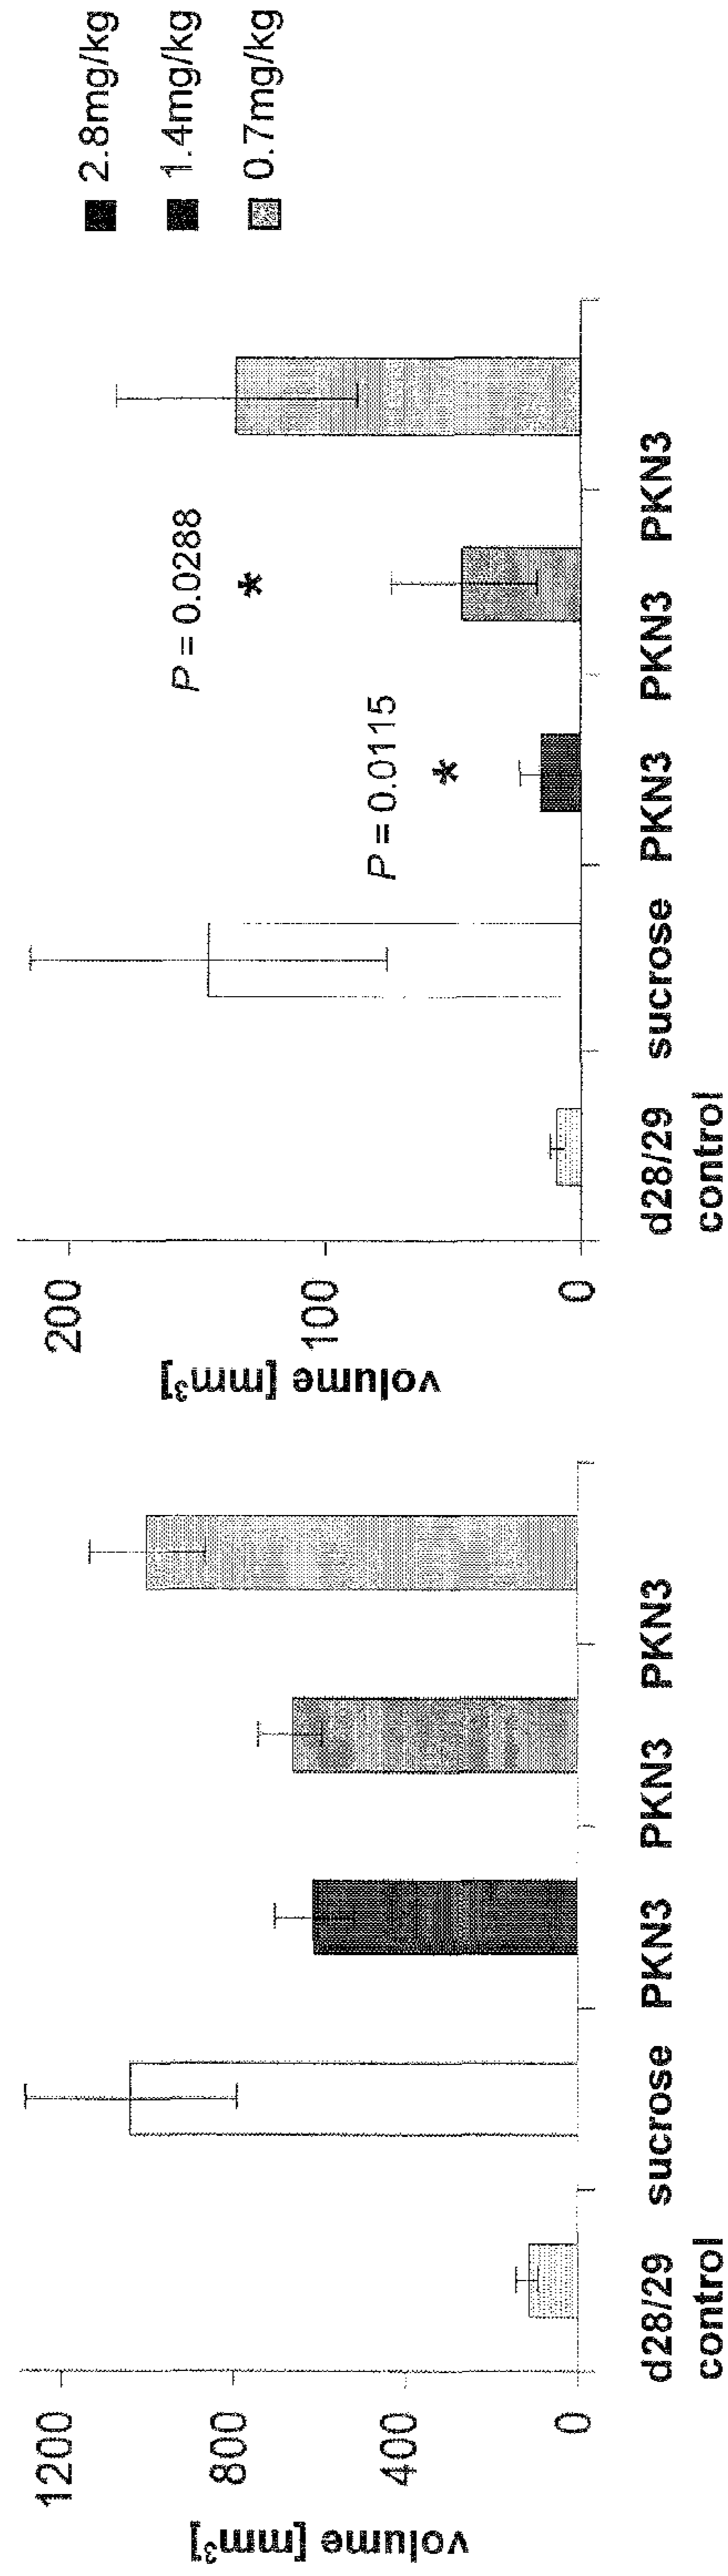 volume [mm³]
1200
800
400
0
d28/29
control
sucrose
PKN3
PKN3
PKN3
volume [mm³]
200
100
0
P = 0.0115
*
P = 0.0288
*
d28/29
control
sucrose
PKN3
PKN3
PKN3
2.8mg/kg
1.4mg/kg
0.7mg/kg